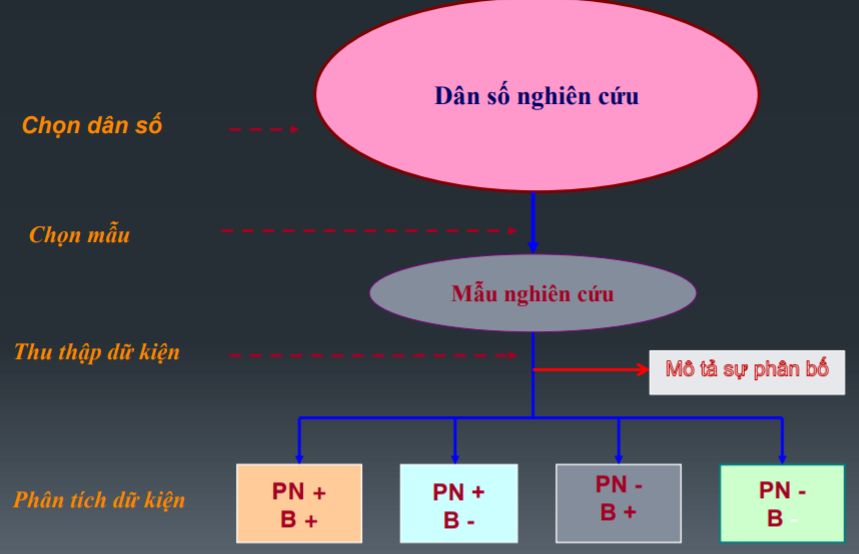 Dân số nghiên cứu
Chọn dân số
Chọn mẫu
Mẫu nghiên cứu
Thu thập dữ kiện
Mô tả sự phân bố
Phân tích dữ kiện
PN +
B +
PN +
B -
PN -
B +
PN -
B -